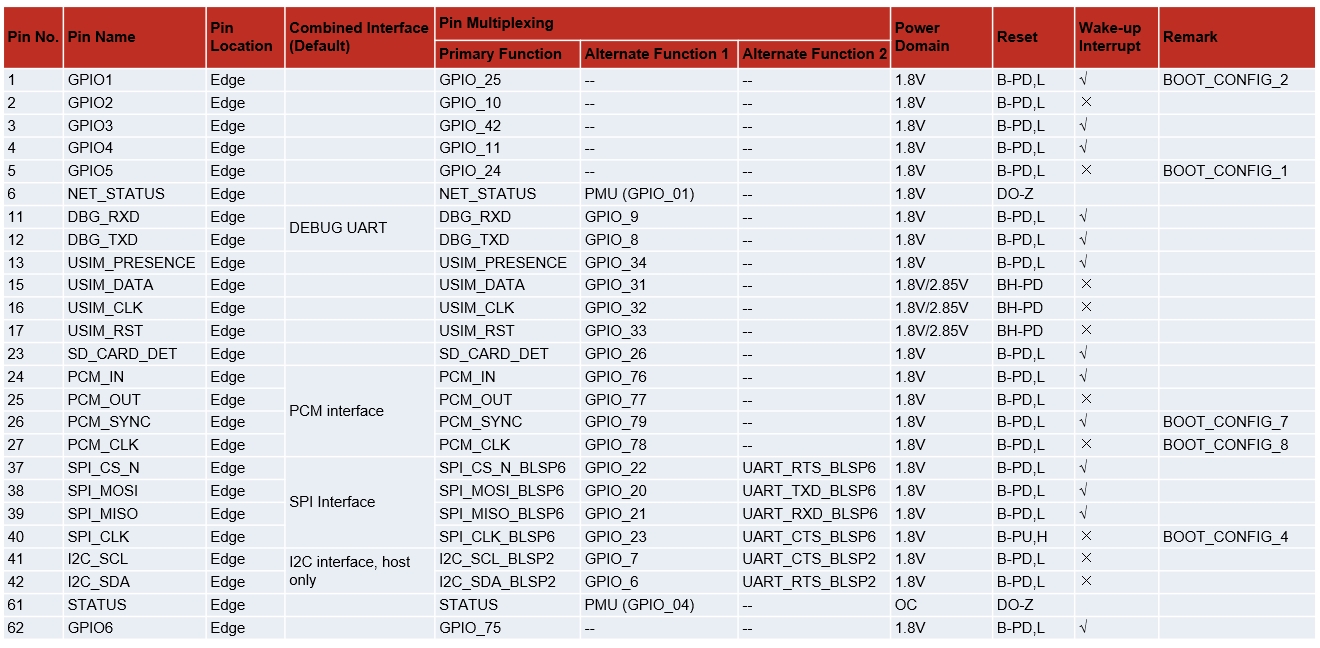 Pin No. Pin Name Pin Location Combined Interface (Default) Pin Multiplexing Power Domain Reset Wake-up Interrupt Remark
Primary Function Alternate Function 1 Alternate Function 2
1 GPIO1 Edge GPIO_25 -- -- 1.8V B-PD,L √ BOOT_CONFIG_2
2 GPIO2 Edge GPIO_10 -- -- 1.8V B-PD,L ×
3 GPIO3 Edge GPIO_42 -- -- 1.8V B-PD,L √
4 GPIO4 Edge GPIO_11 -- -- 1.8V B-PD,L √
5 GPIO5 Edge GPIO_24 -- -- 1.8V B-PD,L × BOOT_CONFIG_1
6 NET_STATUS Edge NET_STATUS PMU (GPIO_01) -- 1.8V DO-Z
11 DBG_RXD Edge DEBUG UART DBG_RXD GPIO_9 -- 1.8V B-PD,L √
12 DBG_TXD Edge DBG_TXD GPIO_8 -- 1.8V B-PD,L √
13 USIM_PRESENCE Edge USIM_PRESENCE GPIO_34 -- 1.8V B-PD,L √
15 USIM_DATA Edge USIM_DATA GPIO_31 -- 1.8V/2.85V BH-PD ×
16 USIM_CLK Edge USIM_CLK GPIO_32 -- 1.8V/2.85V BH-PD ×
17 USIM_RST Edge USIM_RST GPIO_33 -- 1.8V/2.85V BH-PD ×
23 SD_CARD_DET Edge SD_CARD_DET GPIO_26 -- 1.8V B-PD,L √
24 PCM_IN Edge PCM interface PCM_IN GPIO_76 -- 1.8V B-PD,L √
25 PCM_OUT Edge PCM_OUT GPIO_77 -- 1.8V B-PD,L ×
26 PCM_SYNC Edge PCM_SYNC GPIO_79 -- 1.8V B-PD,L √ BOOT_CONFIG_7
27 PCM_CLK Edge PCM_CLK GPIO_78 -- 1.8V B-PD,L × BOOT_CONFIG_8
37 SPI_CS_N Edge SPI Interface SPI_CS_N_BLSP6 GPIO_22 UART_RTS_BLSP6 1.8V B-PD,L √
38 SPI_MOSI Edge SPI_MOSI_BLSP6 GPIO_20 UART_TXD_BLSP6 1.8V B-PD,L √
39 SPI_MISO Edge SPI_MISO_BLSP6 GPIO_21 UART_RXD_BLSP6 1.8V B-PD,L √
40 SPI_CLK Edge SPI_CLK_BLSP6 GPIO_23 UART_CTS_BLSP6 1.8V B-PU,H × BOOT_CONFIG_4
41 I2C_SCL Edge I2C interface, host only I2C_SCL_BLSP2 GPIO_7 UART_CTS_BLSP2 1.8V B-PD,L ×
42 I2C_SDA Edge I2C_SDA_BLSP2 GPIO_6 UART_RTS_BLSP2 1.8V B-PD,L ×
61 STATUS Edge STATUS PMU (GPIO_04) -- OC DO-Z
62 GPIO6 Edge GPIO_75 -- -- 1.8V B-PD,L √